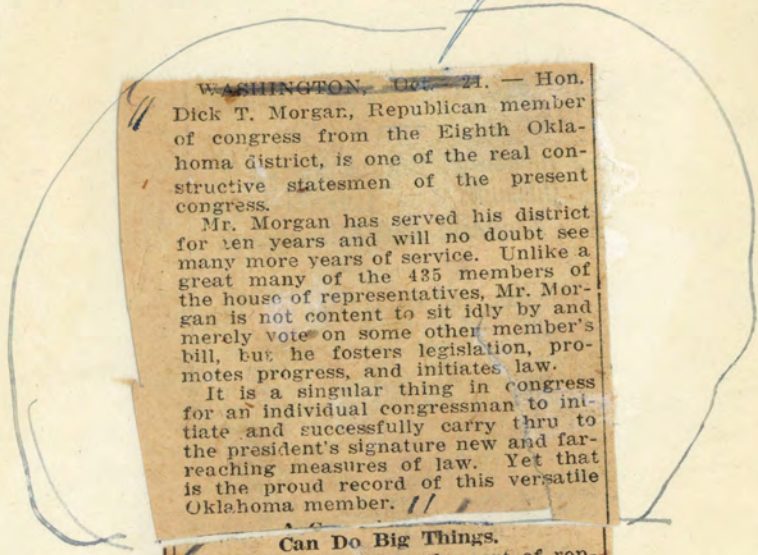 WASHINGTON, Oct. 21. — Hon.
Dick T. Morgan, Republican member
of congress from the Eighth Okla-
homa district, is one of the real con-
structive statesmen of the present
congress.
Mr. Morgan has served his district
for ten years and will no doubt see
many more years of service. Unlike a
great many of the 435 members of
the house of representatives, Mr. Mor-
gan is not content to sit idly by and
merely vote on some other member's
bill, but he fosters legislation, pro-
motes progress, and initiates law.
It is a singular thing in congress
for an individual congressman to ini-
tiate and successfully carry thru to
the president's signature new and far-
reaching measures of law. Yet that
is the proud record of this versatile
Oklahoma member. "
Can Do Big Things.